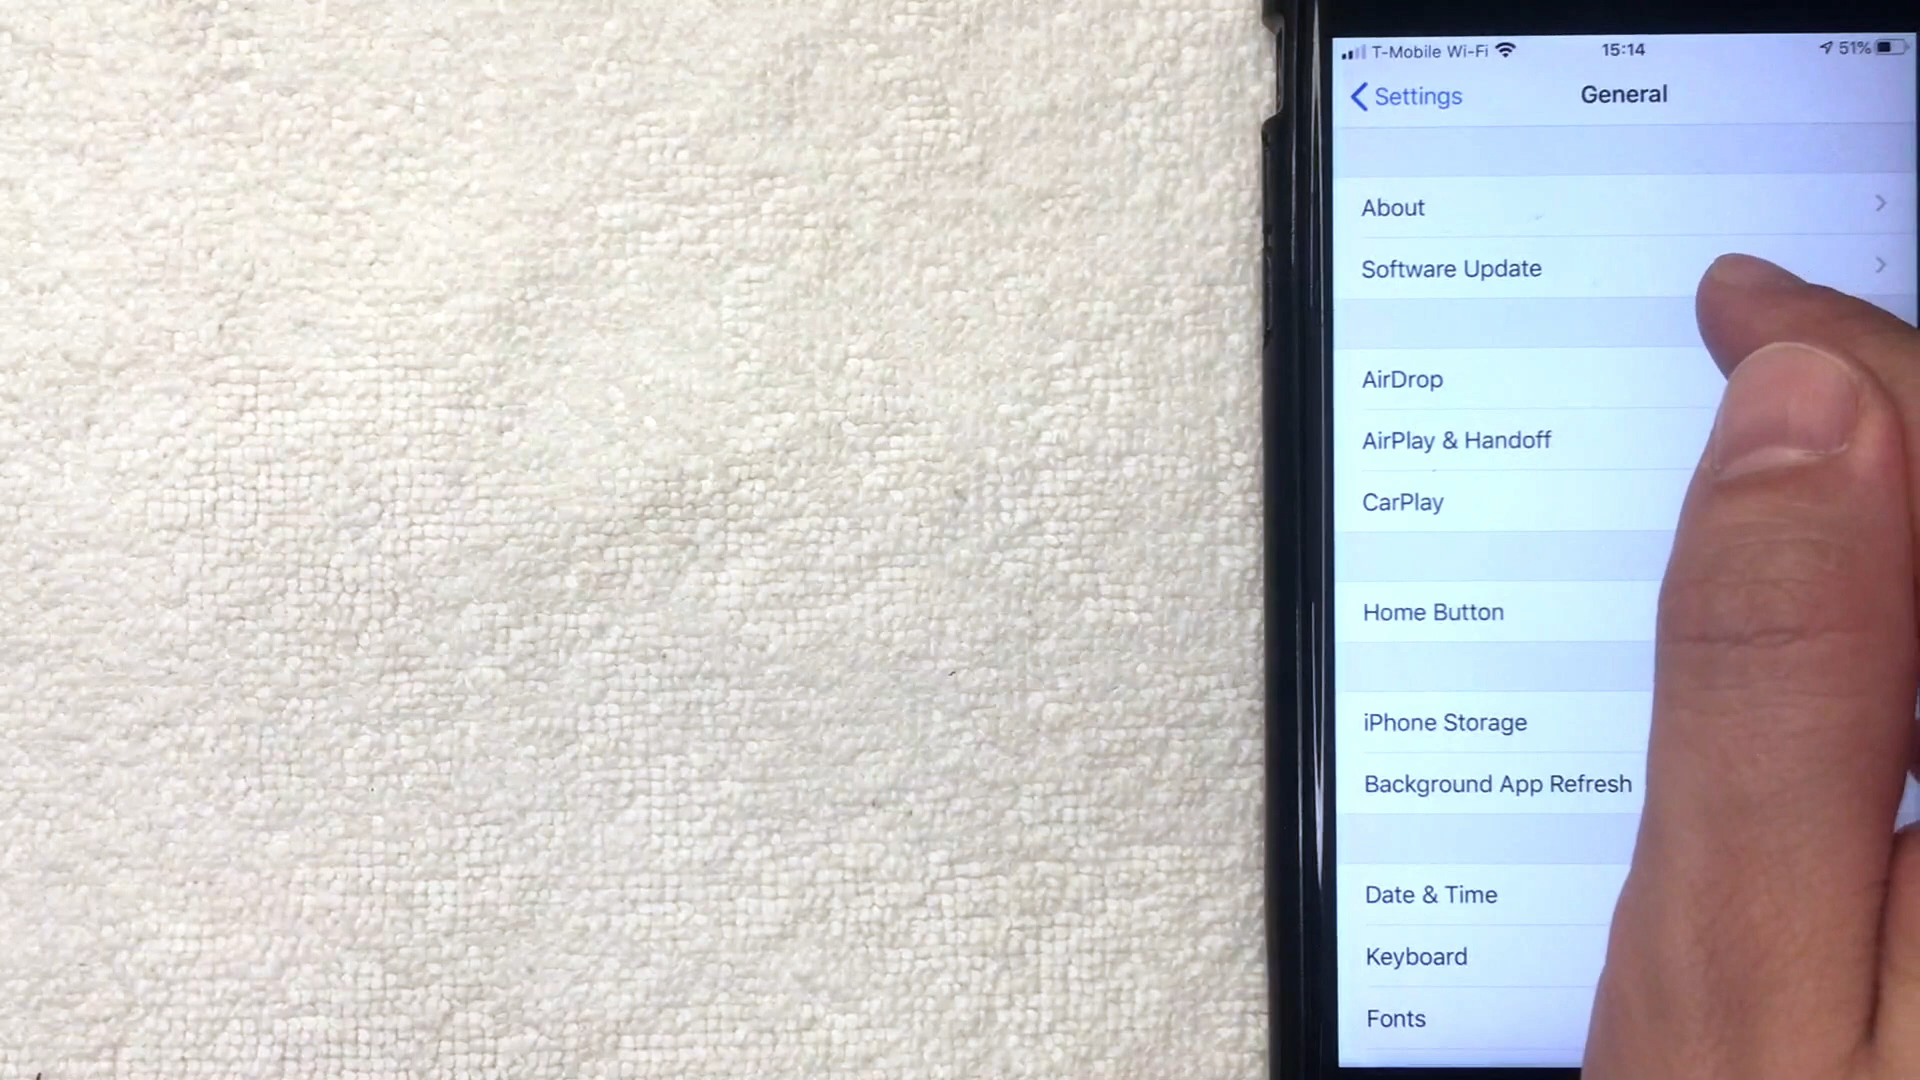 T-Mobile Wi-Fi 15:14 51%
Settings General
About
Software Update
AirDrop
AirPlay & Handoff
CarPlay
Home Button
iPhone Storage
Background App Refresh
Date & Time
Keyboard
Fonts